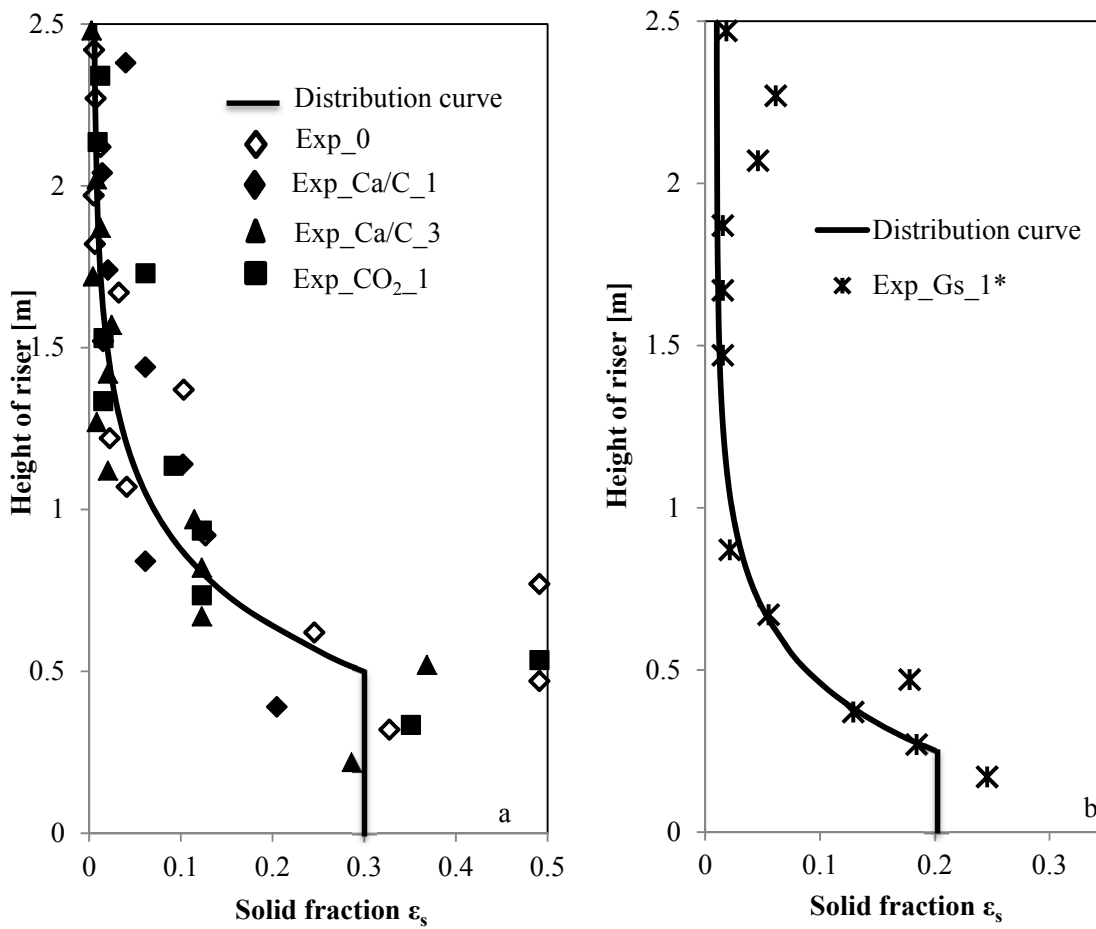 2.5
2
1.5
1
0.5
0
Height of riser [m]
Distribution curve
Exp_0
Exp_Ca/C_1
Exp_Ca/C_3
Exp_CO₂_1
a
0 0.1 0.2 0.3 0.4 0.5
Solid fraction εₛ
2.5
2
1.5
1
0.5
0
Height of riser [m]
Distribution curve
Exp_Gs_1*
b
0 0.1 0.2 0.3
Solid fraction εₛ